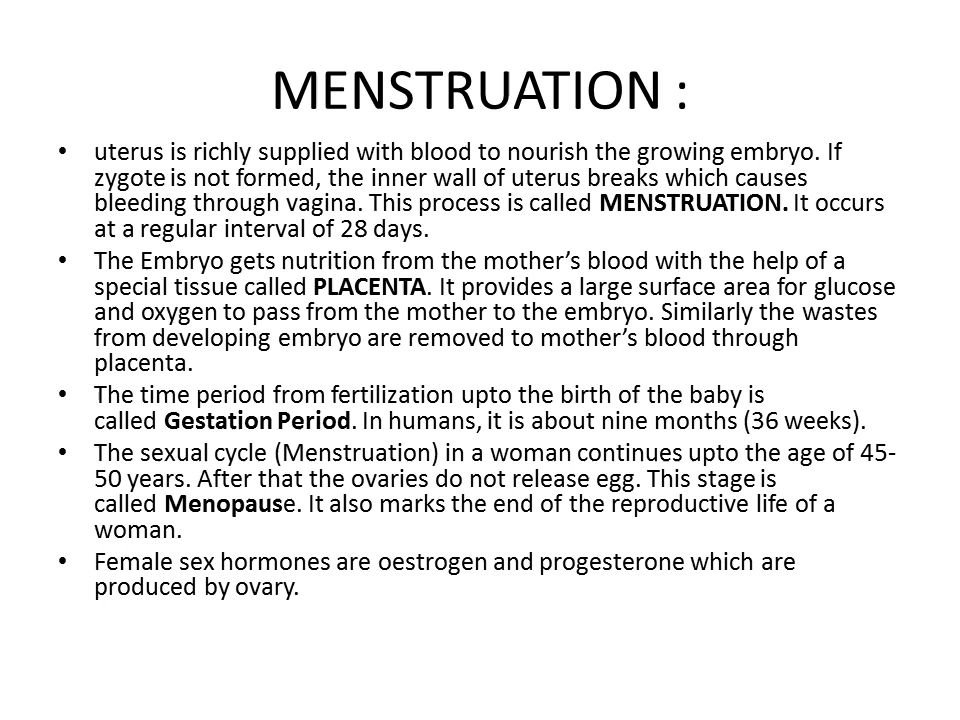 MENSTRUATION :
• uterus is richly supplied with blood to nourish the growing embryo. If
zygote is not formed, the inner wall of uterus breaks which causes
bleeding through vagina. This process is called MENSTRUATION. It occurs
at a regular interval of 28 days.
• The Embryo gets nutrition from the mother’s blood with the help of a
special tissue called PLACENTA. It provides a large surface area for glucose
and oxygen to pass from the mother to the embryo. Similarly the wastes
from developing embryo are removed to mother’s blood through
placenta.
• The time period from fertilization upto the birth of the baby is
called Gestation Period. In humans, it is about nine months (36 weeks).
• The sexual cycle (Menstruation) in a woman continues upto the age of 45-
50 years. After that the ovaries do not release egg. This stage is
called Menopause. It also marks the end of the reproductive life of a
woman.
• Female sex hormones are oestrogen and progesterone which are
produced by ovary.